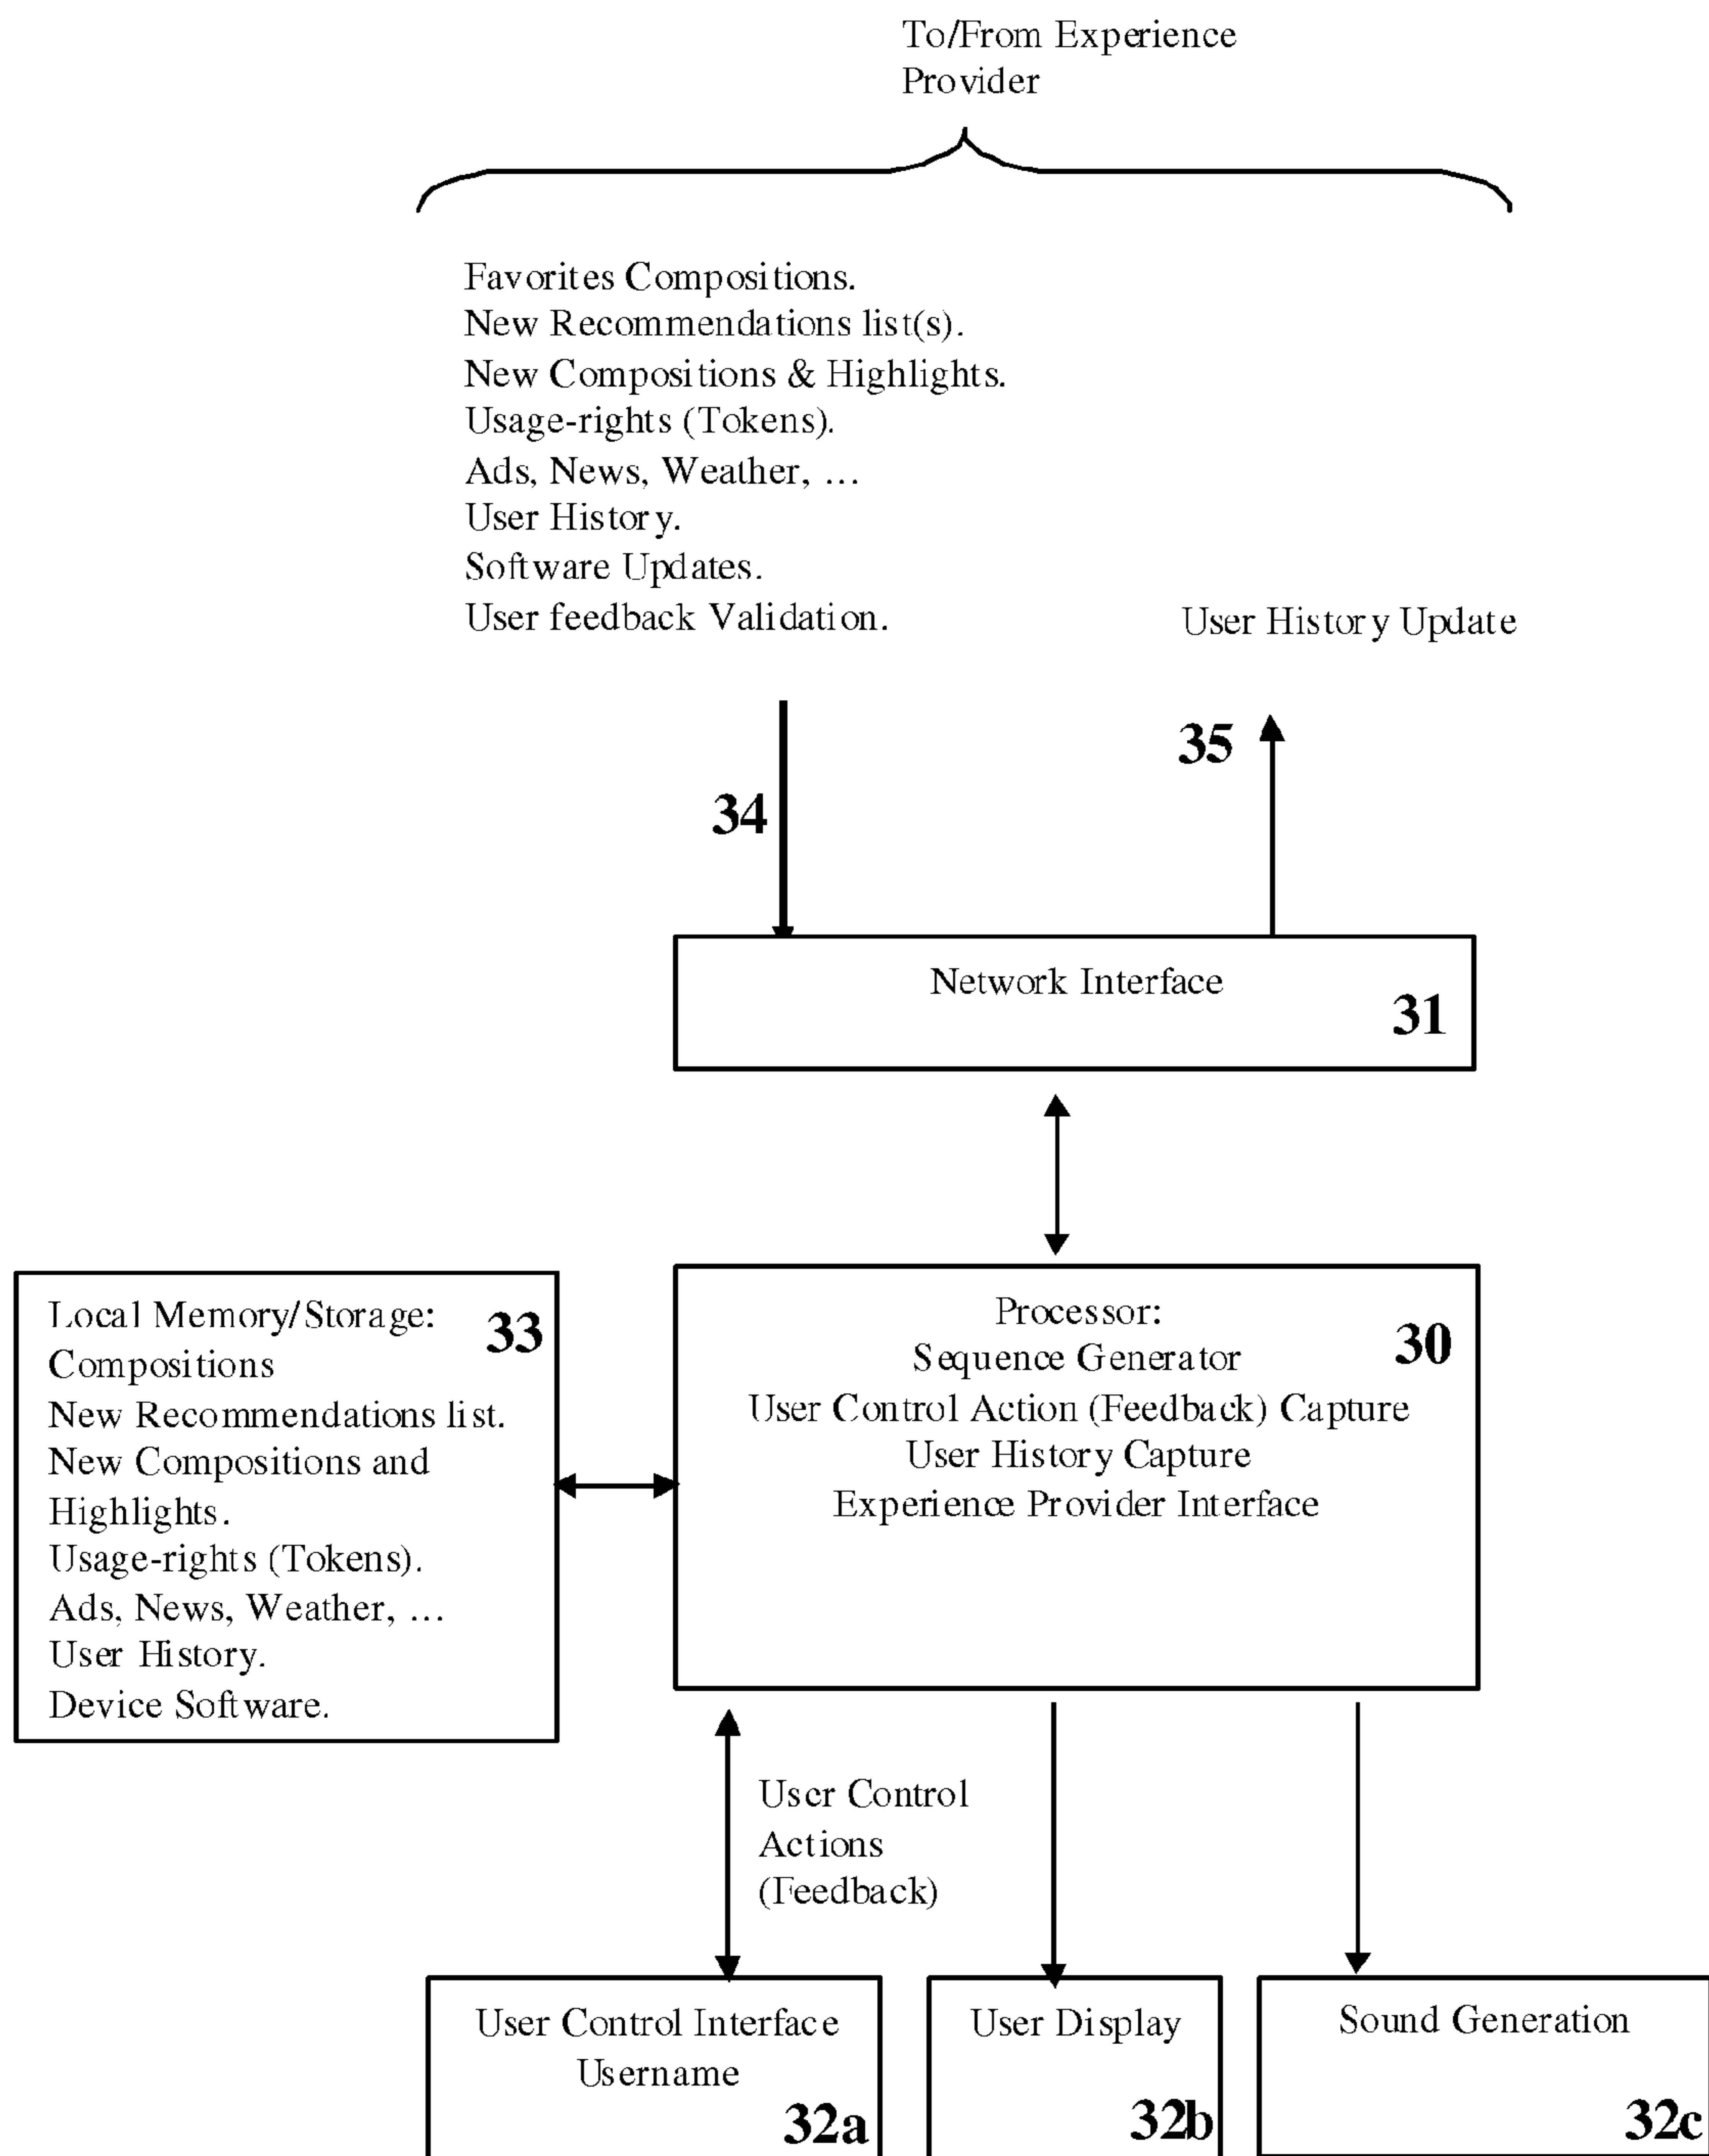 To/From Experience
Provider
Favorites Compositions.
New Recommendations list(s).
New Compositions & Highlights.
Usage-rights (Tokens).
Ads, News, Weather, ...
User History.
Software Updates.
User feedback Validation.
User History Update
35
34
Network Interface
31
Local Memory/Storage:
33
Compositions
New Recommendations list.
New Compositions and
Highlights.
Usage-rights (Tokens).
Ads, News, Weather, ...
User History.
Device Software.
Processor:
30
Sequence Generator
User Control Action (Feedback) Capture
User History Capture
Experience Provider Interface
User Control
Actions
(Feedback)
User Control Interface
Username
32a
User Display
32b
Sound Generation
32c